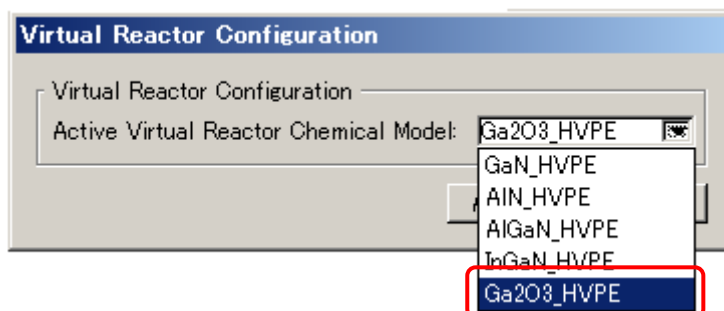 Virtual Reactor Configuration
Virtual Reactor Configuration
Active Virtual Reactor Chemical Model: Ga2O3_HVPE
GaN_HVPE
AlN_HVPE
AlGaN_HVPE
InGaN_HVPE
Ga2O3_HVPE